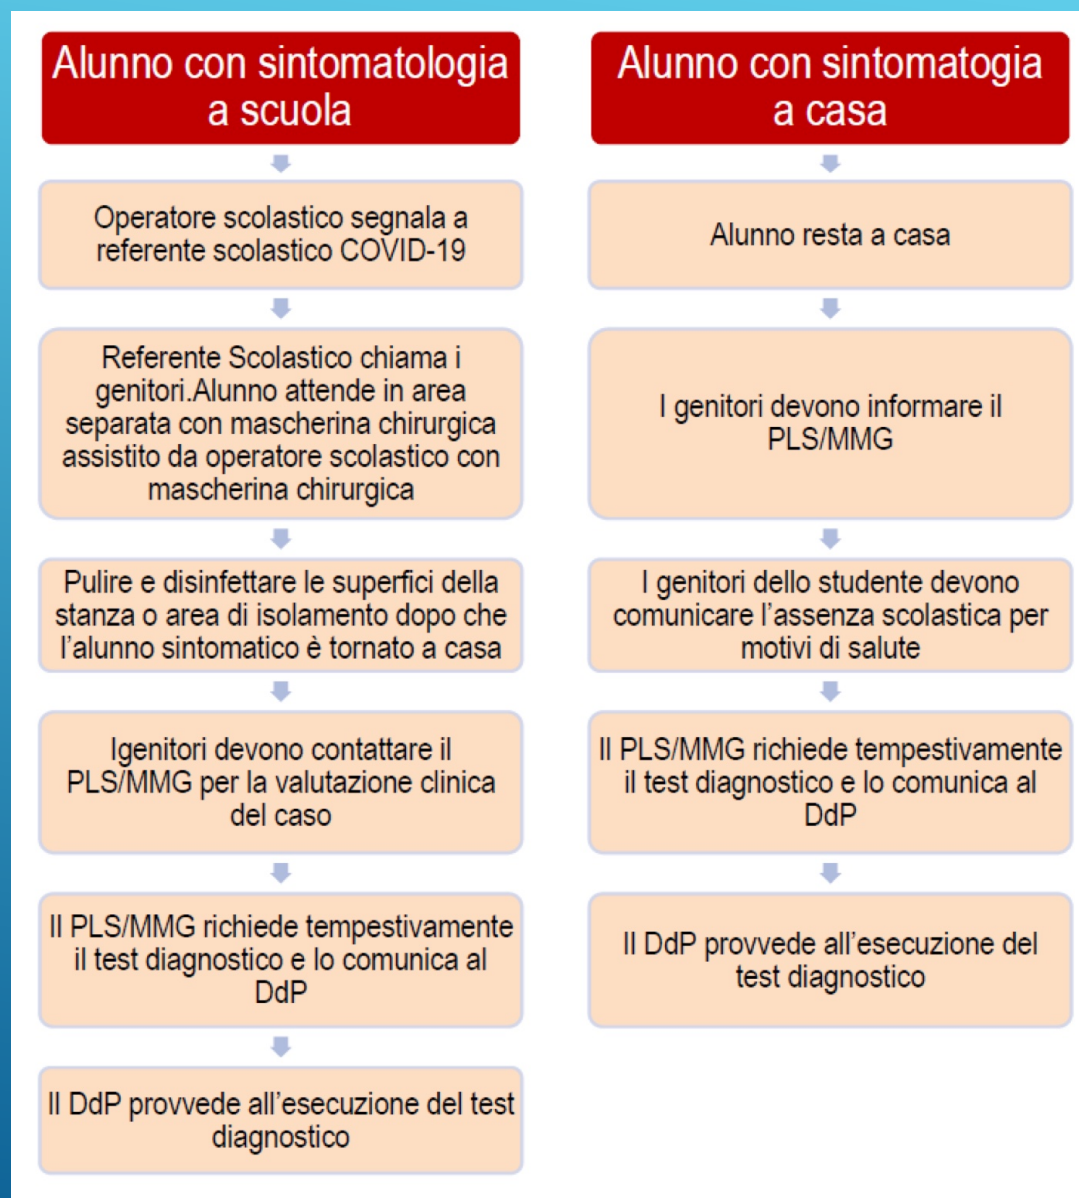 Alunno con sintomatologia
a scuola
Operatore scolastico segnala a
referente scolastico COVID-19
Referente Scolastico chiama i
genitori.Alunno attende in area
separata con mascherina chirurgica
assistito da operatore scolastico con
mascherina chirurgica
Pulire e disinfettare le superfici della
stanza o area di isolamento dopo che
l’alunno sintomatico è tornato a casa
Igenitori devono contattare il
PLS/MMG per la valutazione clinica
del caso
Il PLS/MMG richiede tempestivamente
il test diagnostico e lo comunica al
DdP
Il DdP provvede all’esecuzione del test
diagnostico
Alunno con sintomatogia
a casa
Alunno resta a casa
I genitori devono informare il
PLS/MMG
I genitori dello studente devono
comunicare l’assenza scolastica per
motivi di salute
Il PLS/MMG richiede tempestivamente
il test diagnostico e lo comunica al
DdP
Il DdP provvede all’esecuzione del
test diagnostico